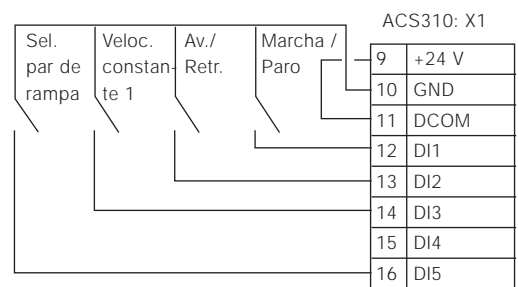 ACS310: X1
Sel. par de rampa
Veloc. constan- te 1
Av./ Retr.
Marcha / Paro
9 +24 V
10 GND
11 DCOM
12 DI1
13 DI2
14 DI3
15 DI4
16 DI5